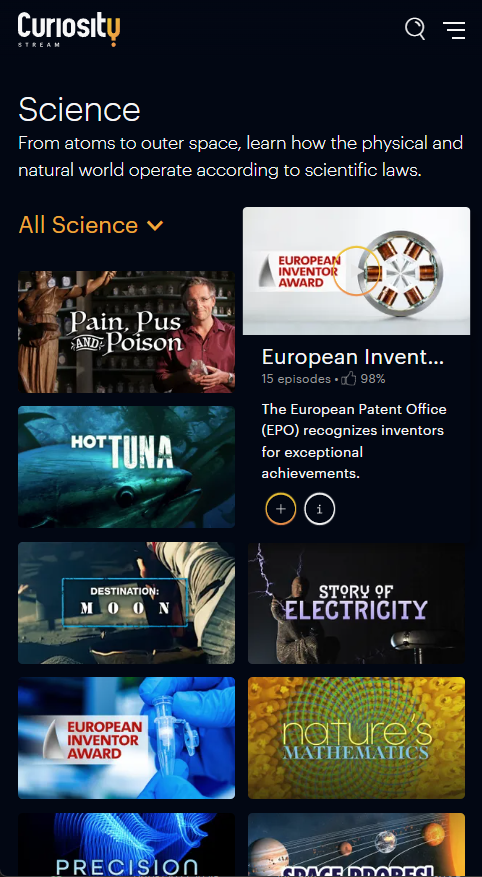 Curiosity
STREAM
Science
From atoms to outer space, learn how the physical and
natural world operate according to scientific laws.
All Science
EUROPEAN
INVENTOR
AWARD
European Invent...
15 episodes • 98%
The European Patent Office
(EPO) recognizes inventors
for exceptional
achievements.
Pain, Pus
AND Poison
HOT TUNA
DESTINATION:
MOON
STORY OF
ELECTRICITY
EUROPEAN
INVENTOR
AWARD
nature's
MATHEMATICS
PRECISION
SPACE PROBES!